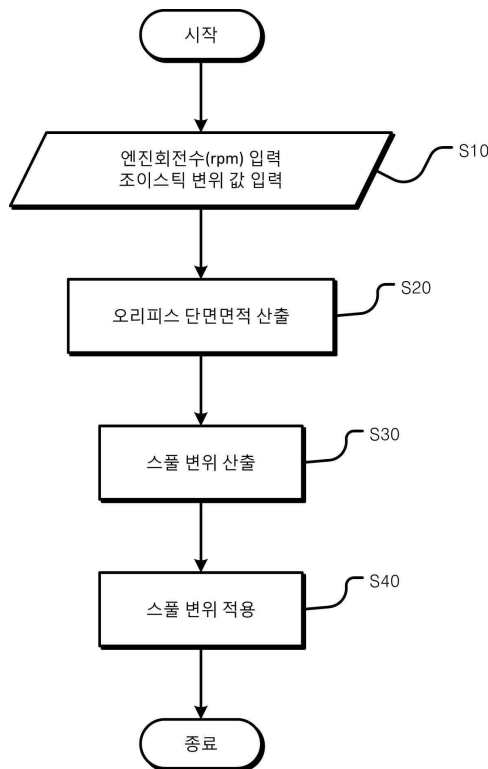 시작
엔진회전수(rpm) 입력
조이스틱 변위 값 입력
S10
오리피스 단면면적 산출
S20
스풀 변위 산출
S30
스풀 변위 적용
S40
종료